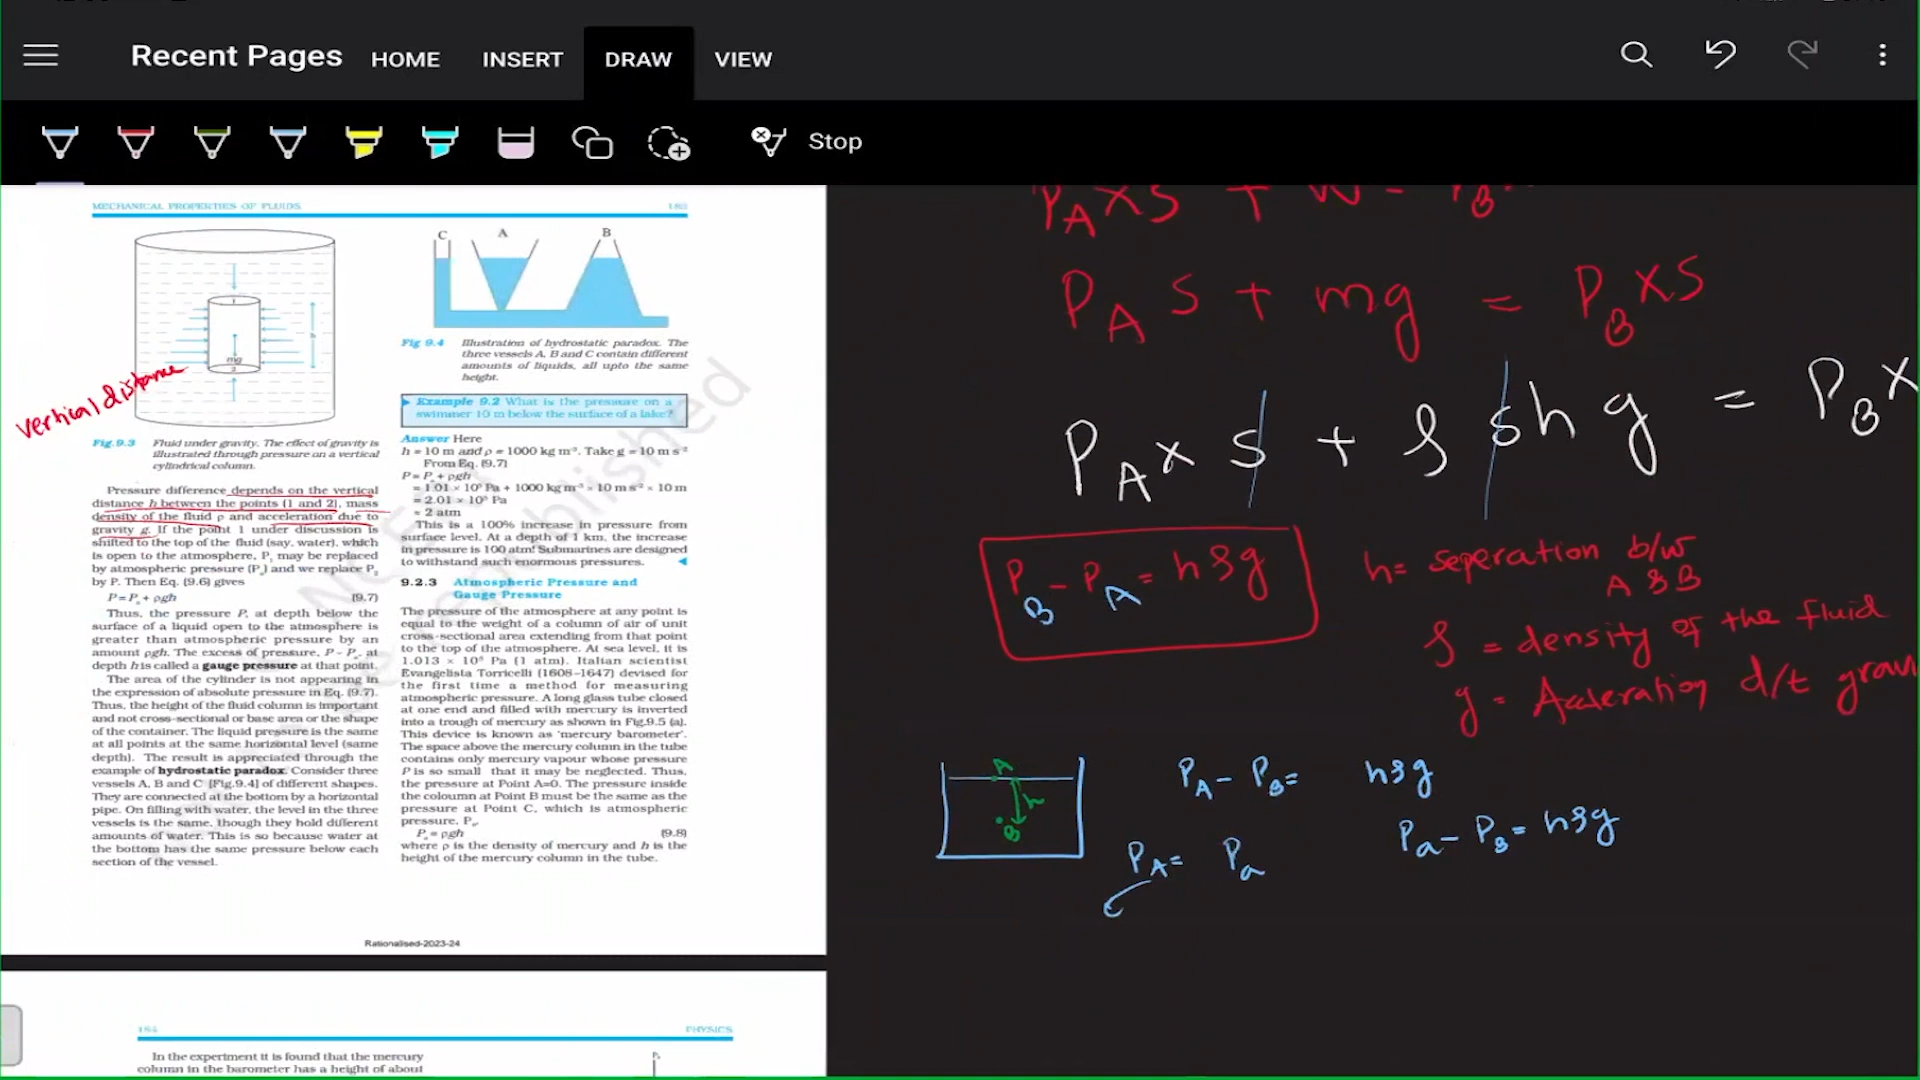 Recent Pages HOME INSERT DRAW VIEW
Stop
MECHANICAL PROPERTIES OF FLUIDS
C A B
1
mg
2
h
vertical distance
Fig.9.3 Fluid under gravity. The effect of gravity is
illustrated through pressure on a vertical
cylindrical column.
Pressure difference depends on the vertical
distance h between the points (1 and 2), mass
density of the fluid ρ and acceleration due to
gravity g. If the point 1 under discussion is
shifted to the top of the fluid (say, water), which
is open to the atmosphere, P₁ may be replaced
by atmospheric pressure (Pₐ) and we replace P₂
by P. Then Eq. (9.6) gives
P = Pₐ + ρgh (9.7)
Thus, the pressure P, at depth below the
surface of a liquid open to the atmosphere is
greater than atmospheric pressure by an
amount ρgh. The excess of pressure, P − Pₐ, at
depth h is called a gauge pressure at that point.
The area of the cylinder is not appearing in
the expression of absolute pressure in Eq. (9.7).
Thus, the height of the fluid column is important
and not cross-sectional or base area or the shape
of the container. The liquid pressure is the same
at all points at the same horizontal level (same
depth). The result is appreciated through the
example of hydrostatic paradox. Consider three
vessels A, B and C [Fig.9.4] of different shapes.
They are connected at the bottom by a horizontal
pipe. On filling with water, the level in the three
vessels is the same, though they hold different
amounts of water. This is so because water at
the bottom has the same pressure below each
section of the vessel.
Fig 9.4 Illustration of hydrostatic paradox. The
three vessels A, B and C contain different
amounts of liquids, all upto the same
height.
Example 9.2 What is the pressure on a
swimmer 10 m below the surface of a lake?
Answer Here
h = 10 m and ρ = 1000 kg m⁻³. Take g = 10 m s⁻²
From Eq. (9.7)
P = Pₐ + ρgh
= 1.01 × 10⁵ Pa + 1000 kg m⁻³ × 10 m s⁻² × 10 m
= 2.01 × 10⁵ Pa
≈ 2 atm
This is a 100% increase in pressure from
surface level. At a depth of 1 km, the increase
in pressure is 100 atm! Submarines are designed
to withstand such enormous pressures.
9.2.3 Atmospheric Pressure and
Gauge Pressure
The pressure of the atmosphere at any point is
equal to the weight of a column of air of unit
cross-sectional area extending from that point
to the top of the atmosphere. At sea level, it is
1.013 × 10⁵ Pa (1 atm). Italian scientist
Evangelista Torricelli (1608–1647) devised for
the first time a method for measuring
atmospheric pressure. A long glass tube closed
at one end and filled with mercury is inverted
into a trough of mercury as shown in Fig.9.5 (a).
This device is known as 'mercury barometer'.
The space above the mercury column in the tube
contains only mercury vapour whose pressure
P is so small that it may be neglected. Thus,
the pressure at Point A=0. The pressure inside
the coloumn at Point B must be the same as the
pressure at Point C, which is atmospheric
pressure, Pₐ.
Pₐ = ρgh (9.8)
where ρ is the density of mercury and h is the
height of the mercury column in the tube.
Rationalised-2023-24
184 PHYSICS
In the experiment it is found that the mercury
column in the barometer has a height of about
P_A S + mg = P_B × S
P_A × s + ρ s h g = P_B ×
P_B − P_A = hρg
h = seperation b/w
A & B
ρ = density of the fluid
g = Accleration d/t gravi
A
h
B
P_A − P_B = hρg
P_a − P_B = hρg
P_A = P_a